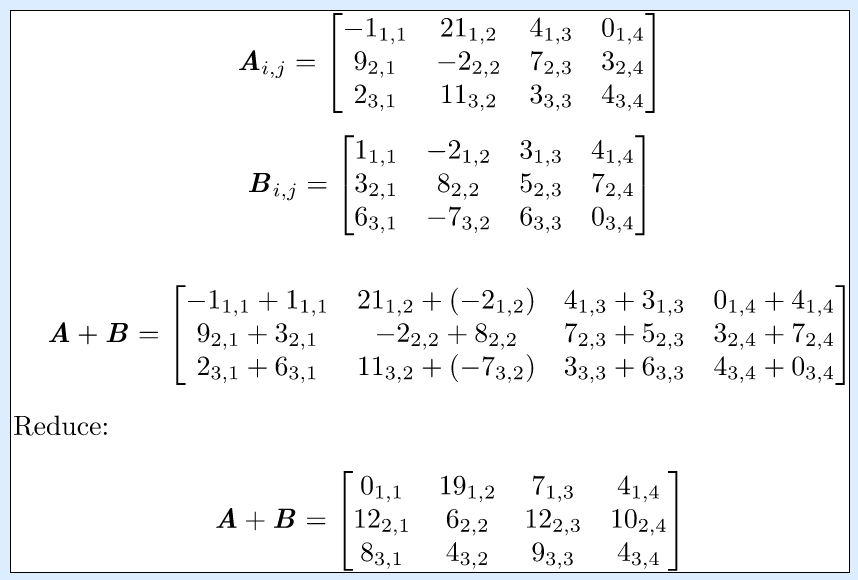 A_{i,j} = [−1_{1,1} 21_{1,2} 4_{1,3} 0_{1,4}
9_{2,1} −2_{2,2} 7_{2,3} 3_{2,4}
2_{3,1} 11_{3,2} 3_{3,3} 4_{3,4}]
B_{i,j} = [1_{1,1} −2_{1,2} 3_{1,3} 4_{1,4}
3_{2,1} 8_{2,2} 5_{2,3} 7_{2,4}
6_{3,1} −7_{3,2} 6_{3,3} 0_{3,4}]
A + B = [−1_{1,1} + 1_{1,1} 21_{1,2} + (−2_{1,2}) 4_{1,3} + 3_{1,3} 0_{1,4} + 4_{1,4}
9_{2,1} + 3_{2,1} −2_{2,2} + 8_{2,2} 7_{2,3} + 5_{2,3} 3_{2,4} + 7_{2,4}
2_{3,1} + 6_{3,1} 11_{3,2} + (−7_{3,2}) 3_{3,3} + 6_{3,3} 4_{3,4} + 0_{3,4}]
Reduce:
A + B = [0_{1,1} 19_{1,2} 7_{1,3} 4_{1,4}
12_{2,1} 6_{2,2} 12_{2,3} 10_{2,4}
8_{3,1} 4_{3,2} 9_{3,3} 4_{3,4}]